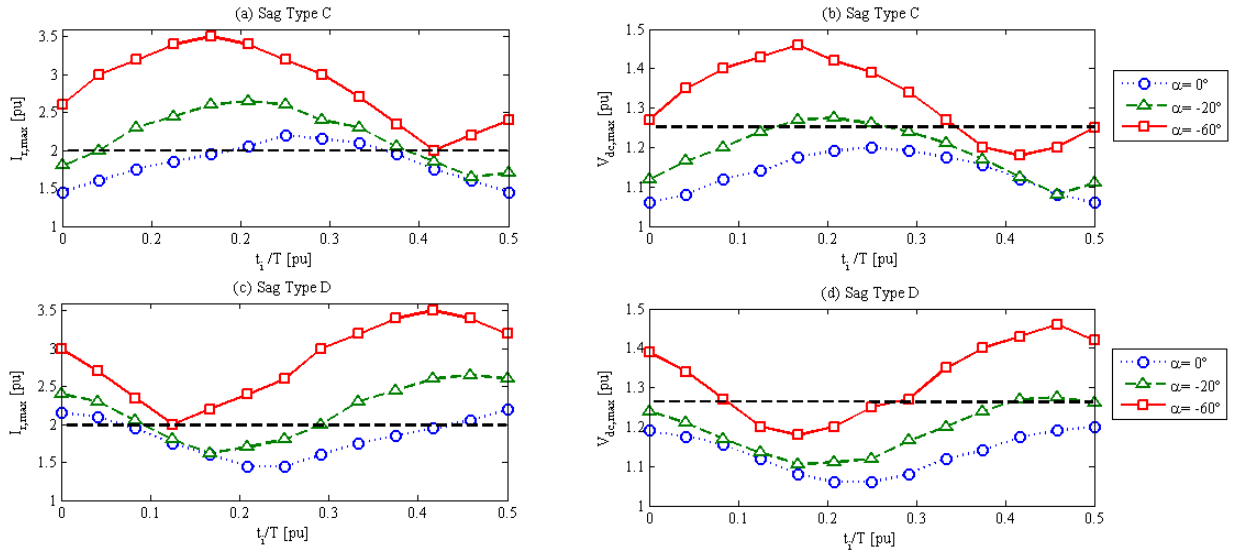 (a) Sag Type C
I_r,max [pu]
3.5
3
2.5
2
1.5
1
0 0.2 0.2 0.4 0.5
t_i/T [pu]
(b) Sag Type C
V_dc,max [pu]
1.5
1.4
1.3
1.2
1.1
1
0 0.1 0.2 0.3 0.4 0.5
t_i/T [pu]
α= 0°
α= -20°
α= -60°
(c) Sag Type D
I_r,max [pu]
3.5
3
2.5
2
1.5
1
0 0.1 0.2 0.3 0.4 0.5
t_i/T [pu]
(d) Sag Type D
V_dc,max [pu]
1.5
1.4
1.3
1.2
1.1
1
0 0.1 0.2 0.3 0.4 0.5
t_i/T [pu]
α= 0°
α= -20°
α= -60°